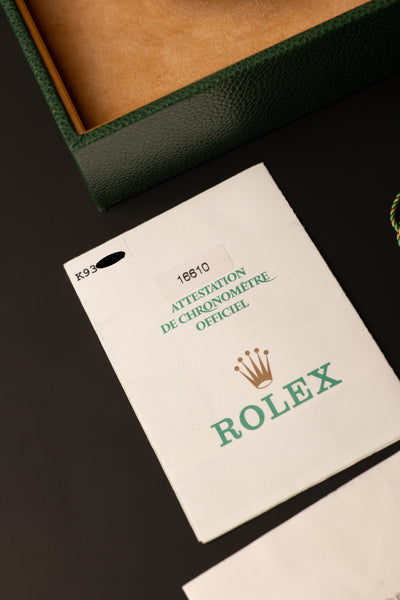 K93
16610
ATTESTATION
DE CHRONOMÈTRE
OFFICIEL
ROLEX